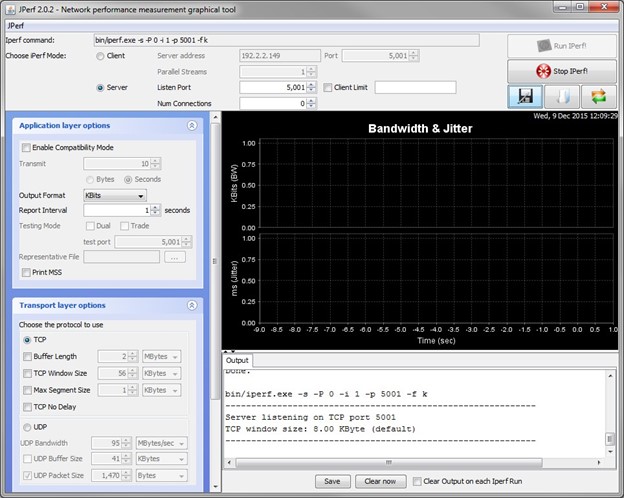 JPerf 2.0.2 - Network performance measurement graphical tool
JPerf
Iperf command: bin/iperf.exe -s -P 0 -i 1 -p 5001 -f k
Choose iPerf Mode: Client Server address 192.2.2.149 Port 5,001
Parallel Streams 1
Server Listen Port 5,001 Client Limit
Num Connections 0
Run IPerf!
Stop IPerf!
Application layer options
Enable Compatibility Mode
Transmit 10
Bytes Seconds
Output Format KBits
Report Interval 1 seconds
Testing Mode Dual Trade
test port 5,001
Representative File ...
Print MSS
Transport layer options
Choose the protocol to use
TCP
Buffer Length 2 MBytes
TCP Window Size 56 KBytes
Max Segment Size 1 KBytes
TCP No Delay
UDP
UDP Bandwidth 95 MBytes/sec
UDP Buffer Size 41 KBytes
UDP Packet Size 1,470 Bytes
Wed, 9 Dec 2015 12:09:29
Bandwidth & Jitter
KBits (BW)
1.00
0.75
0.50
0.25
0.00
ms (Jitter)
1.00
0.75
0.50
0.25
0.00
-9.0 -8.5 -8.0 -7.5 -7.0 -6.5 -6.0 -5.5 -5.0 -4.5 -4.0 -3.5 -3.0 -2.5 -2.0 -1.5 -1.0 -0.5 0.0 0.5 1.0
Time (sec)
Output
Done.
bin/iperf.exe -s -P 0 -i 1 -p 5001 -f k
------------------------------------------------------------
Server listening on TCP port 5001
TCP window size: 8.00 KByte (default)
------------------------------------------------------------
Save Clear now Clear Output on each Iperf Run